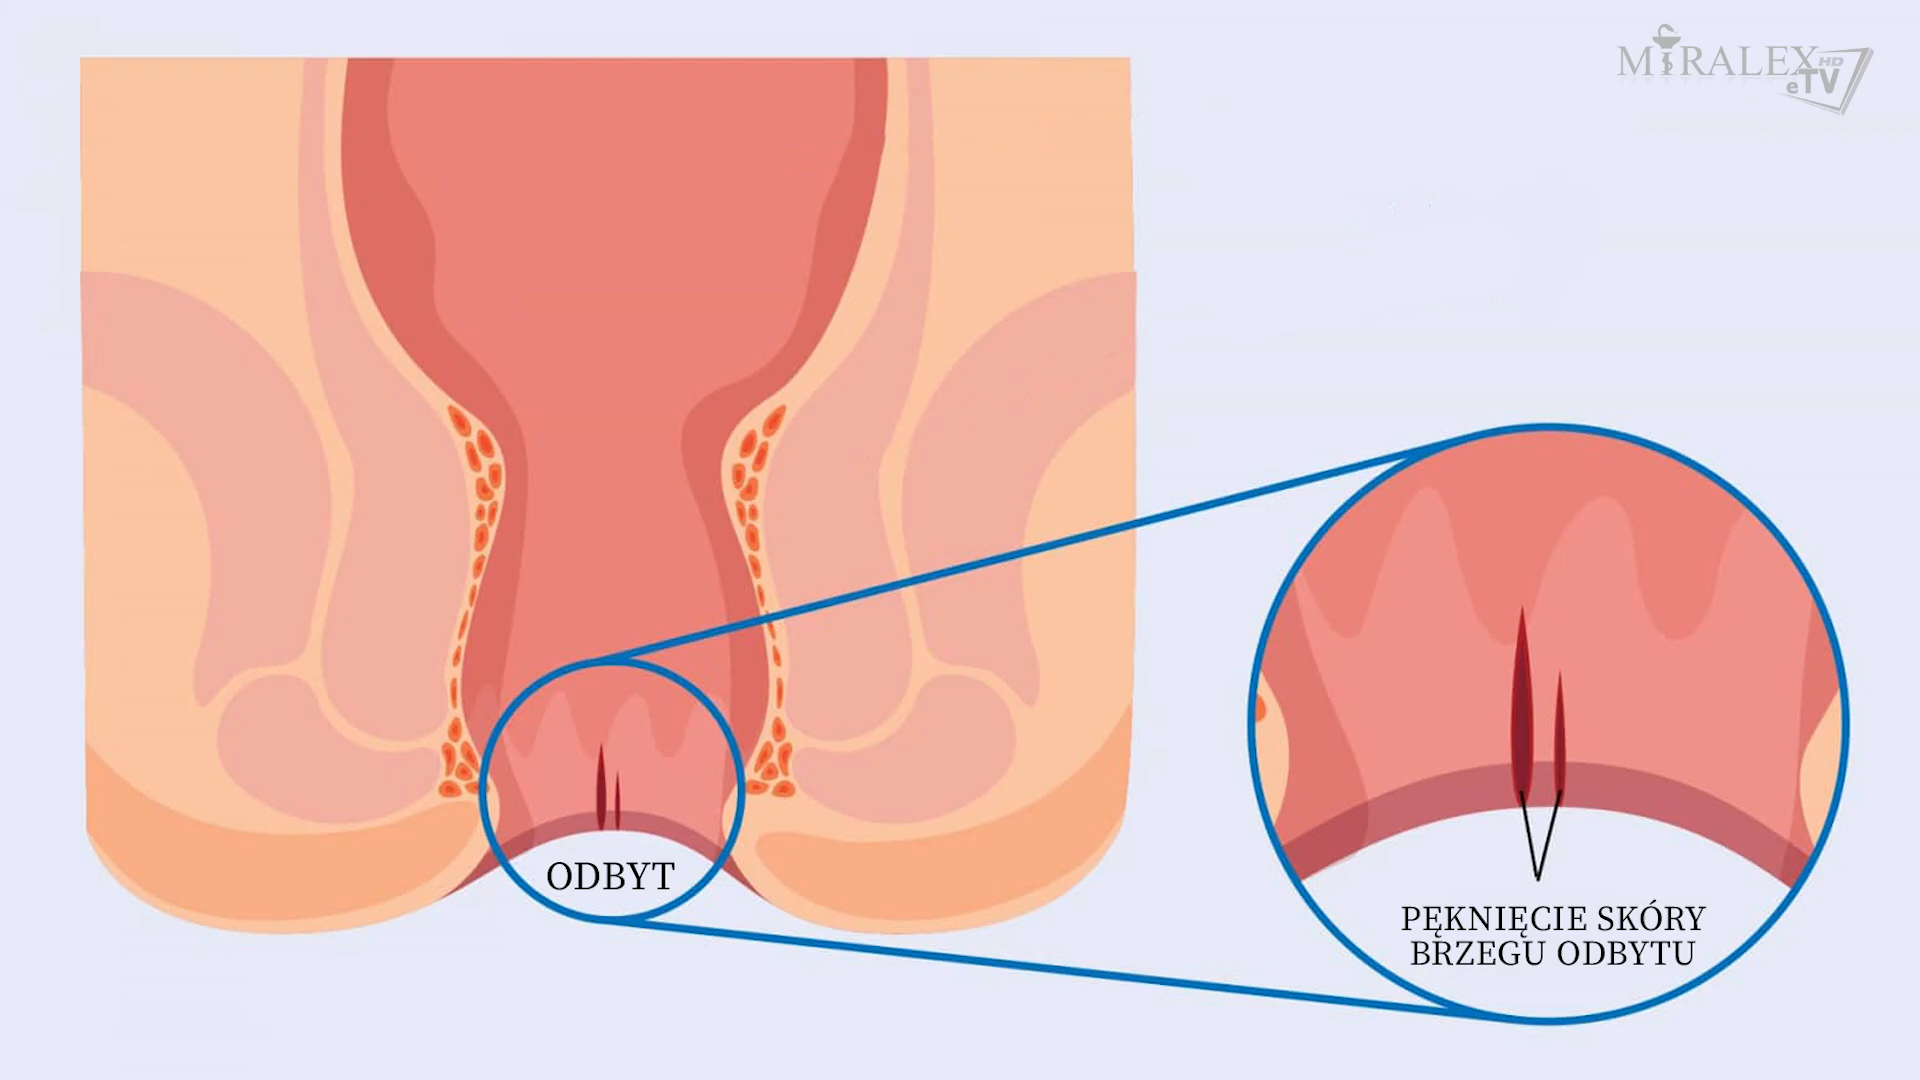 MIRALEX
HD
eTV
ODBYT
PĘKNIĘCIE SKÓRY
BRZEGU ODBYTU